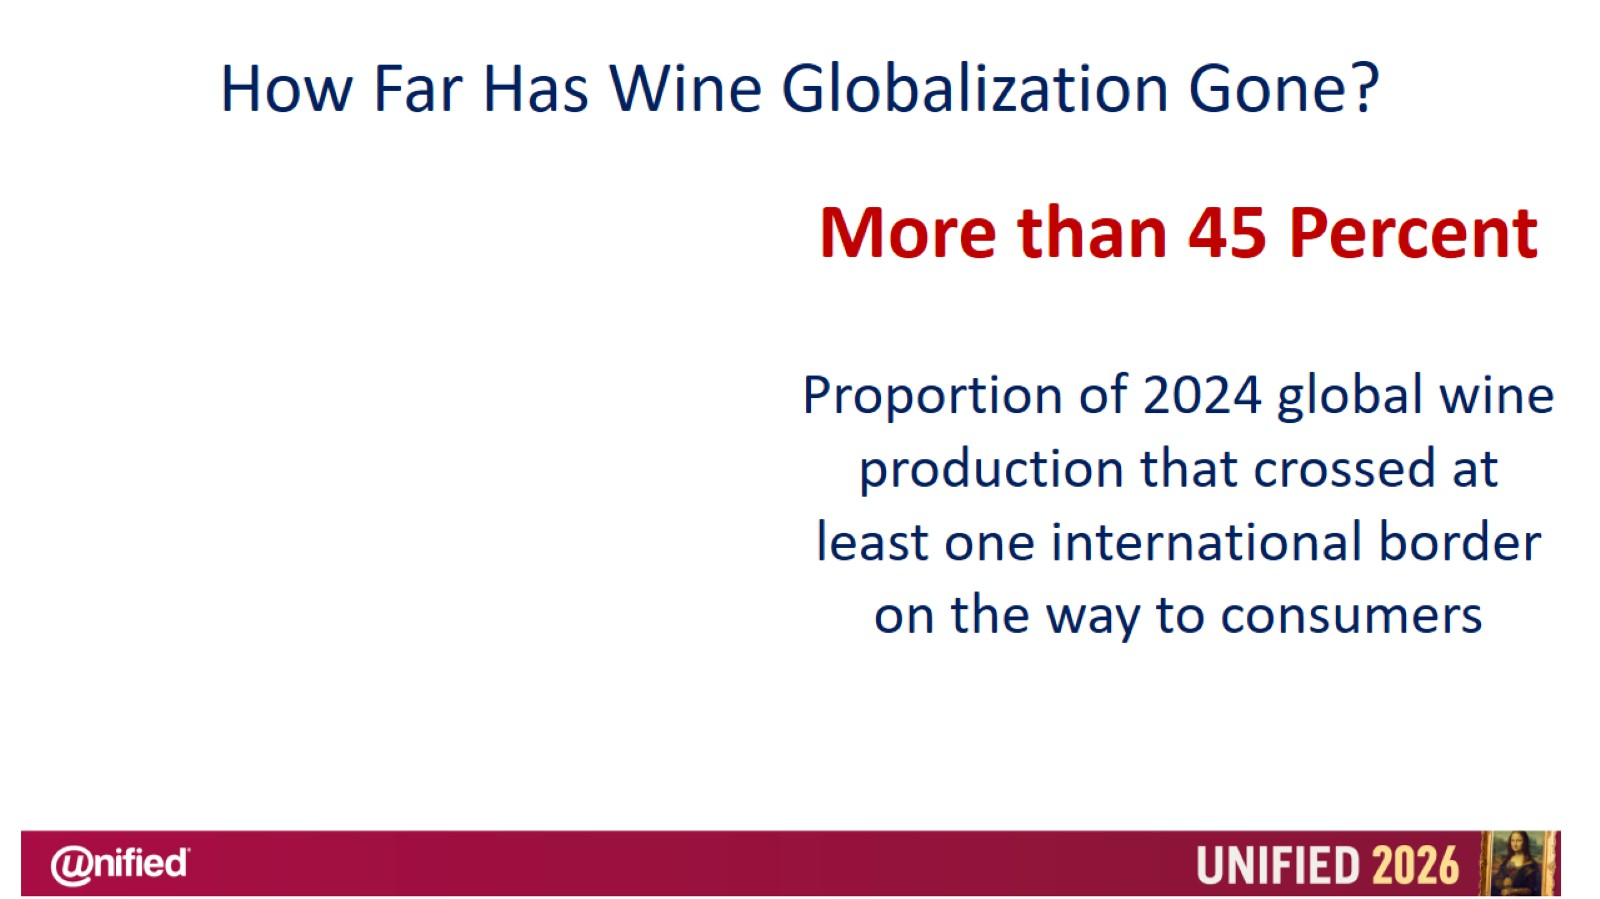 How Far Has Wine Globalization Gone?
More than 45 Percent
Proportion of 2024 global wine
production that crossed at
least one international border
on the way to consumers
unified
UNIFIED 2026